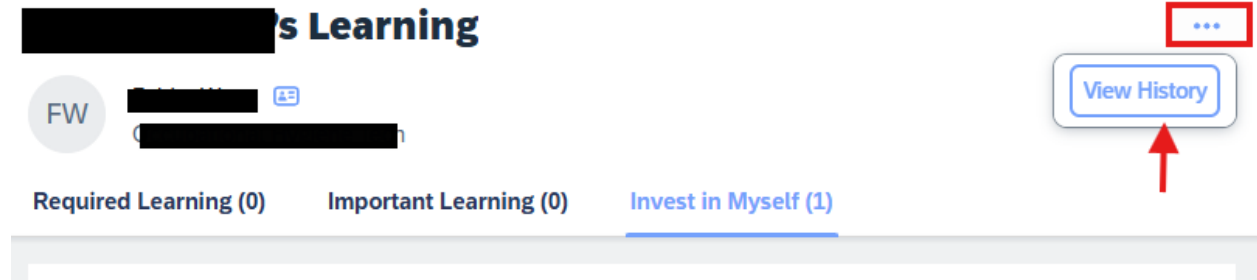 's Learning
•••
View History
FW
Required Learning (0) Important Learning (0) Invest in Myself (1)